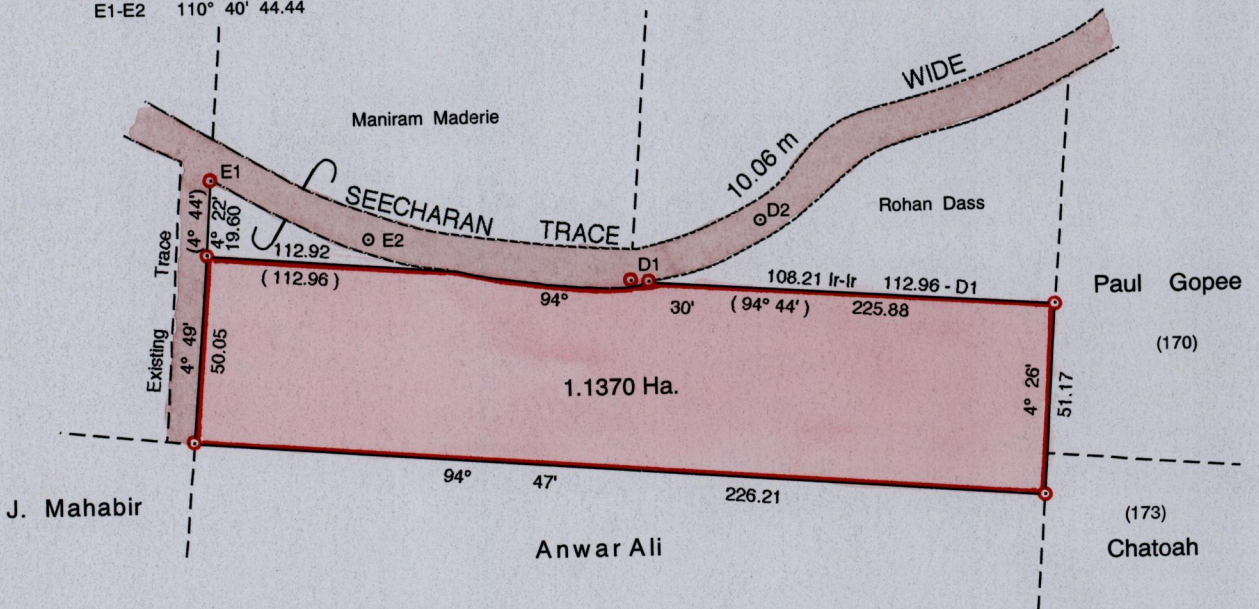 E1-E2 110° 40' 44.44
WIDE
Maniram Maderie
10.06 m
E1
SEECHARAN TRACE
D2
Rohan Dass
(4° 44')
4° 22'
19.60
E2
Trace
112.92
(112.96)
D1
108.21 Ir-Ir 112.96 - D1
94° 30' (94° 44') 225.88
Paul Gopee
(170)
Existing
4° 49'
50.05
1.1370 Ha.
4° 26'
51.17
94° 47' 226.21
J. Mahabir
Anwar Ali
(173)
Chatoah